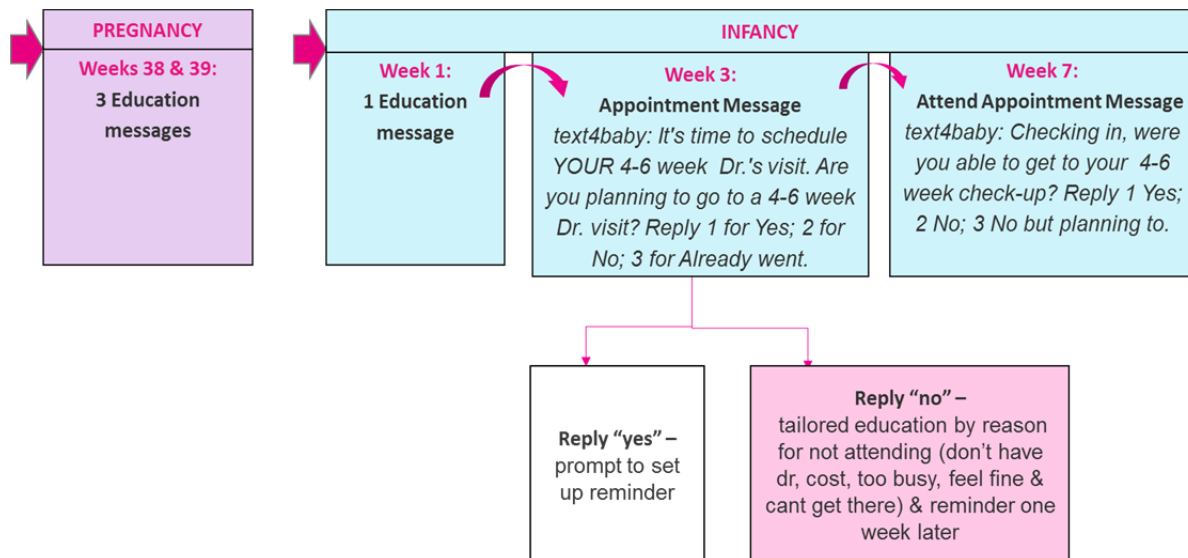 PREGNANCY
Weeks 38 & 39:
3 Education
messages
INFANCY
Week 1:
1 Education
message
Week 3:
Appointment Message
text4baby: It's time to schedule
YOUR 4-6 week Dr.'s visit. Are
you planning to go to a 4-6 week
Dr. visit? Reply 1 for Yes; 2 for
No; 3 for Already went.
Week 7:
Attend Appointment Message
text4baby: Checking in, were
you able to get to your 4-6
week check-up? Reply 1 Yes;
2 No; 3 No but planning to.
Reply “yes” –
prompt to set
up reminder
Reply “no” –
tailored education by reason
for not attending (don’t have
dr, cost, too busy, feel fine &
cant get there) & reminder one
week later